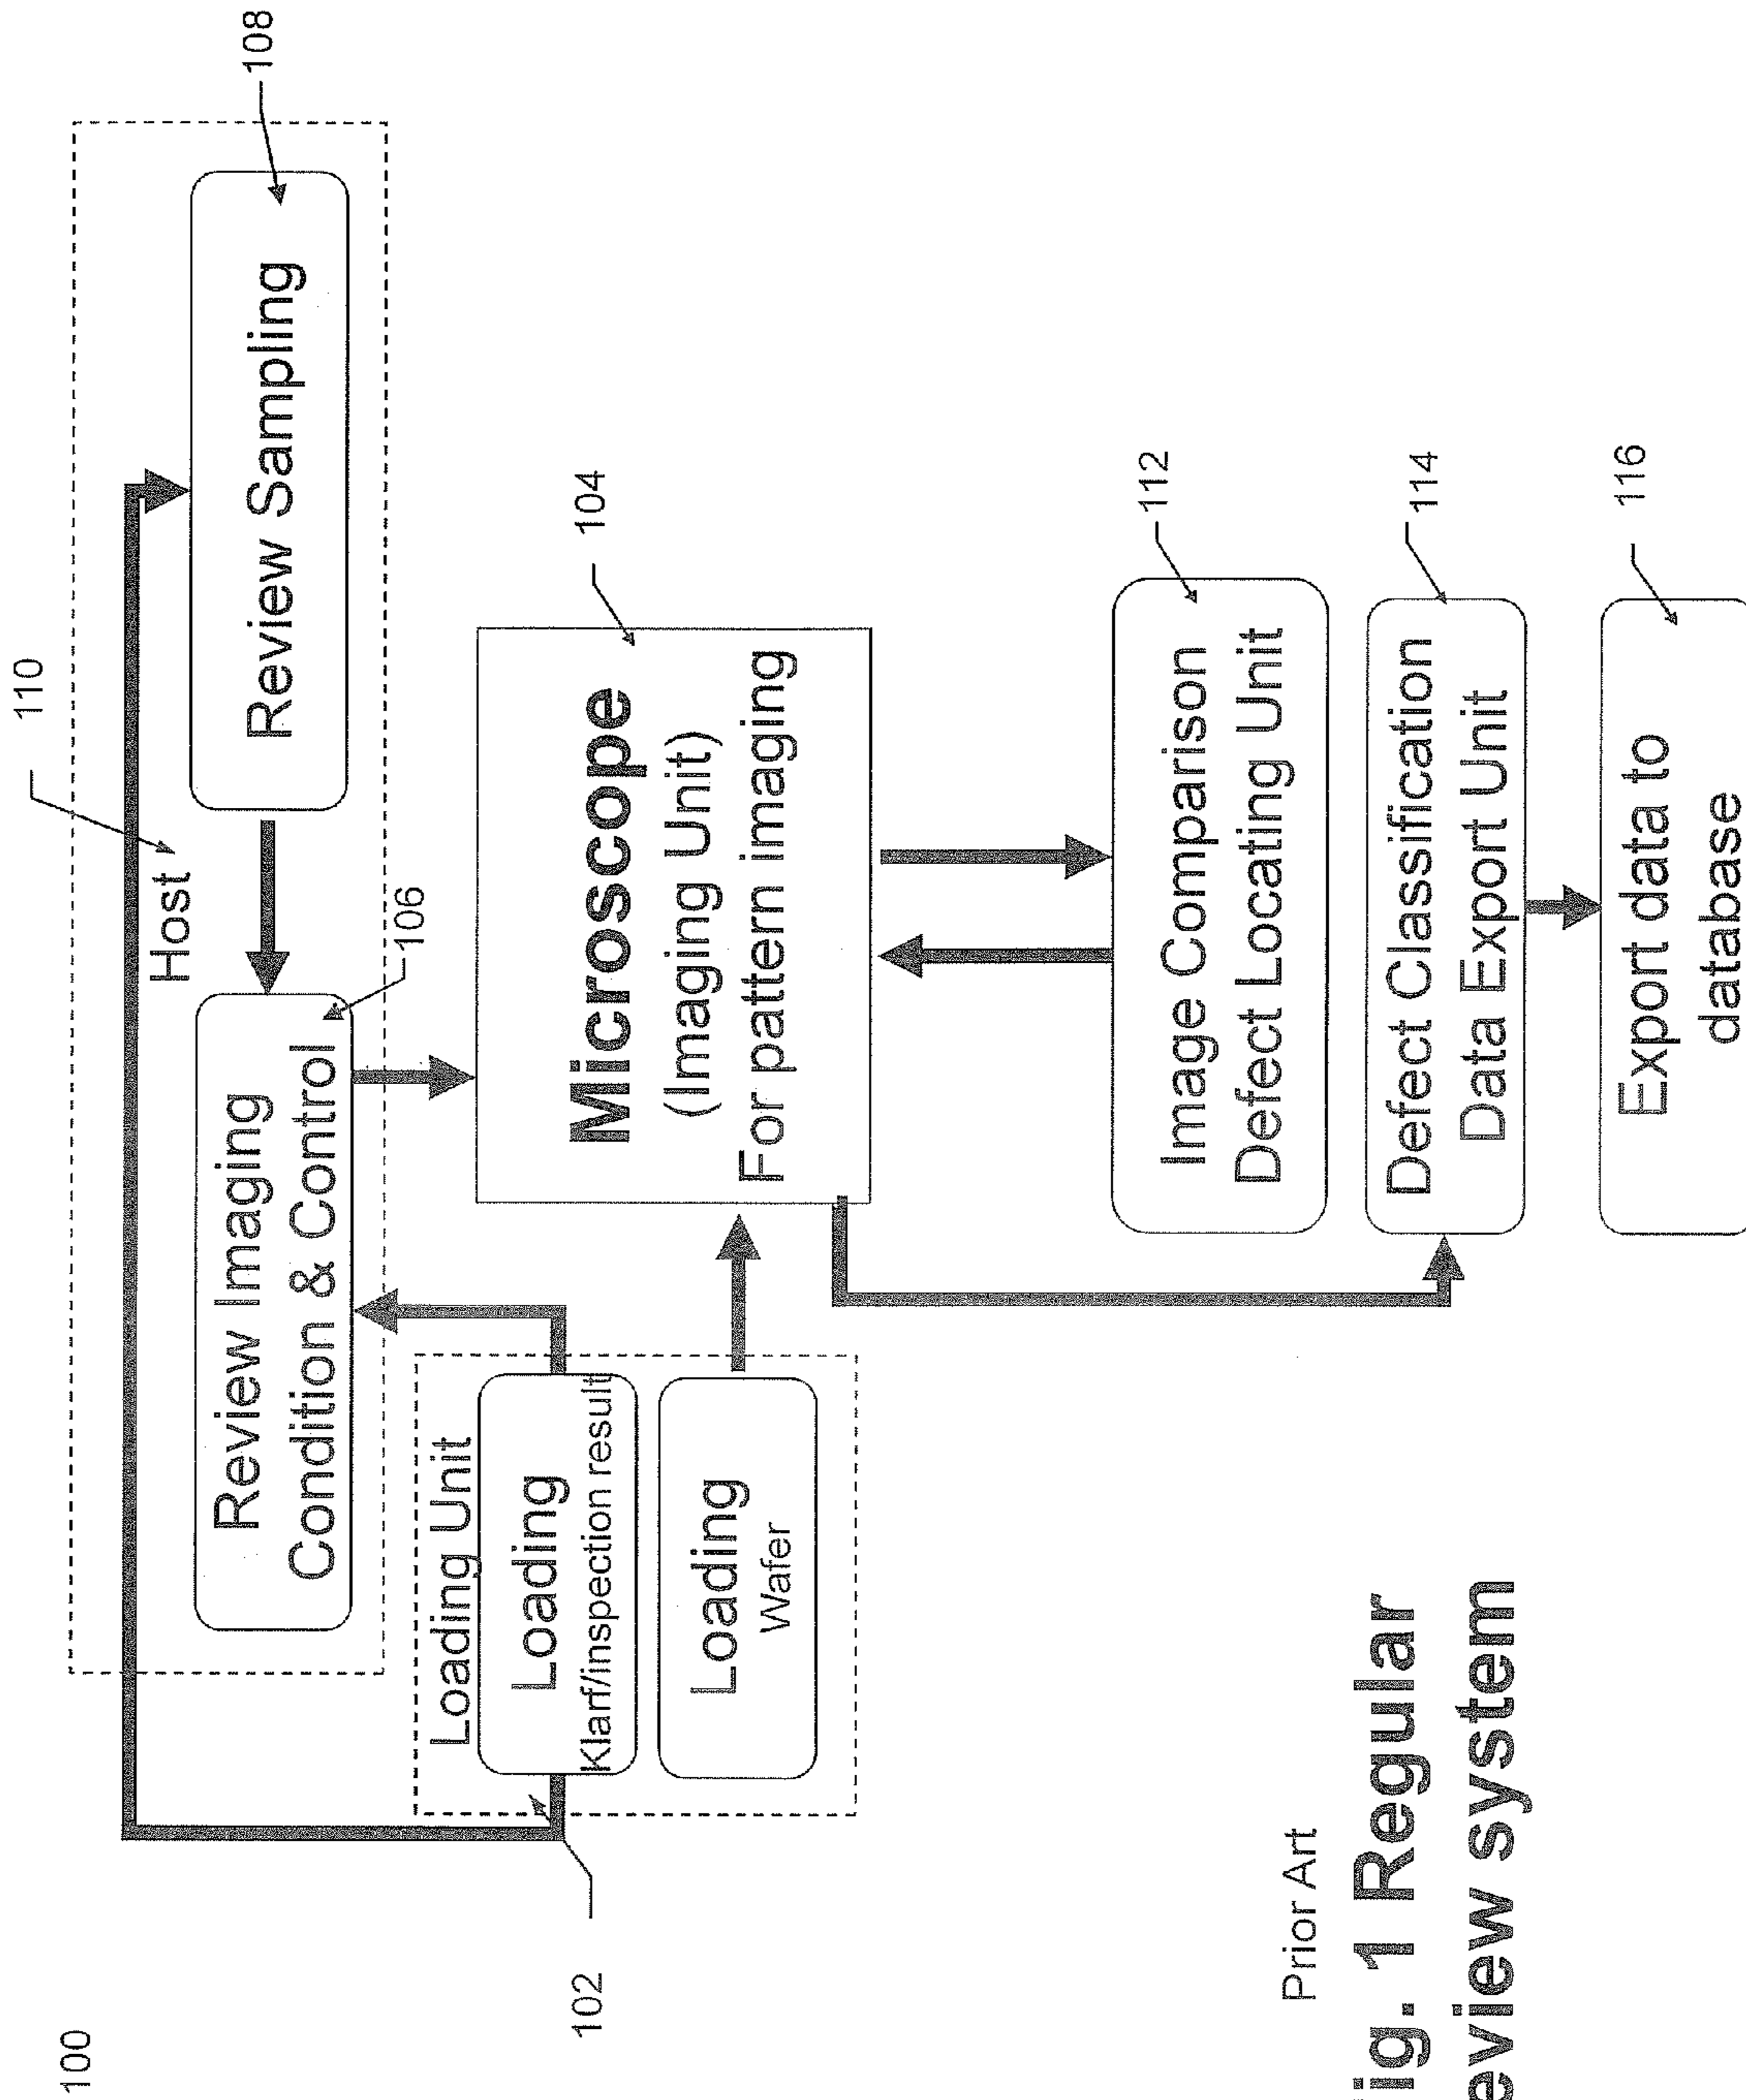 100
110
Host
108
Review Imaging
Condition & Control
106
Review Sampling
Loading Unit
Loading
Klarf/inspection result
Loading
Wafer
102
104
Microscope
(Imaging Unit)
For pattern imaging
112
Image Comparison
Defect Locating Unit
114
Defect Classification
Data Export Unit
116
Export data to
database
Prior Art
Fig. 1 Regular
eview system